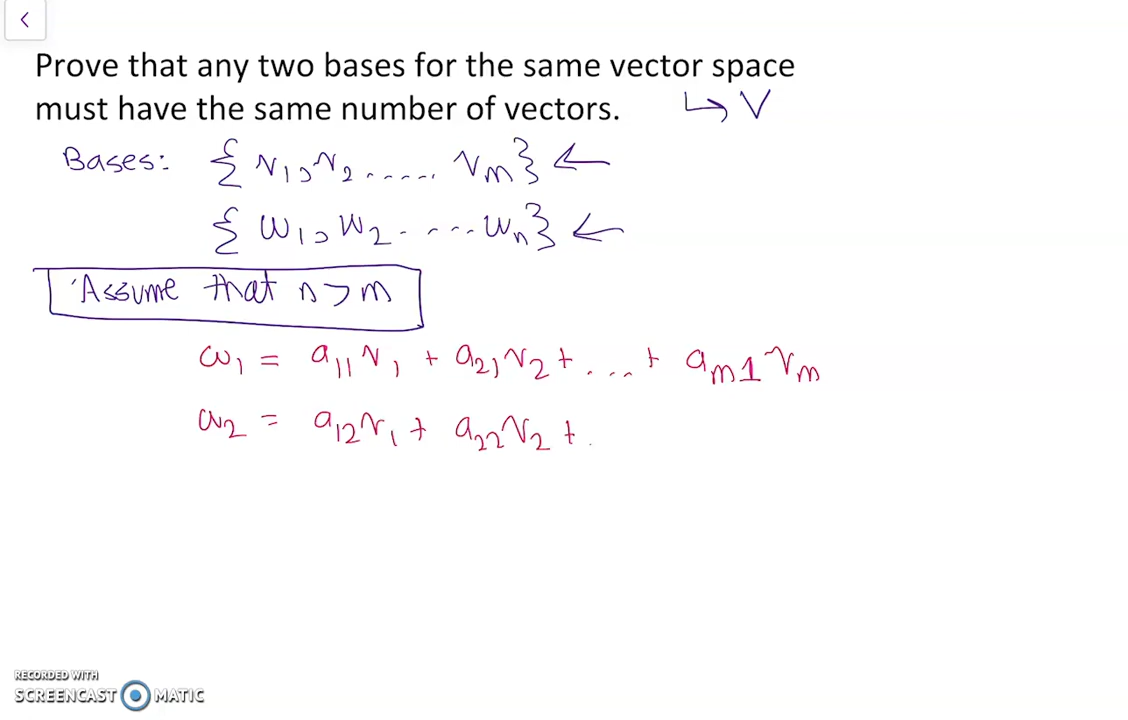 <
Prove that any two bases for the same vector space
must have the same number of vectors. ↳ V
Bases: { v₁, v₂ ..... vₘ} ←
{ w₁, w₂ ..... wₙ} ←
Assume that n > m
w₁ = a₁₁v₁ + a₂₁v₂ + ... + aₘ₁vₘ
w₂ = a₁₂v₁ + a₂₂v₂ + .
RECORDED WITH
SCREENCAST MATIC